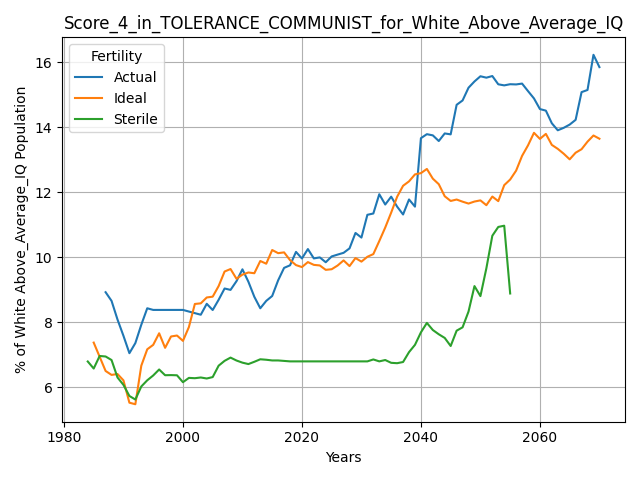 Score_4_in_TOLERANCE_COMMUNIST_for_White_Above_Average_IQ
Fertility
Actual
Ideal
Sterile
% of White Above_Average_IQ Population
16
14
12
10
8
6
1980
2000
2020
2040
2060
Years